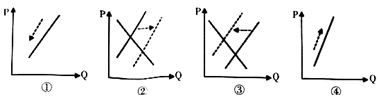 P P P P
Q Q Q Q
① ② ③ ④